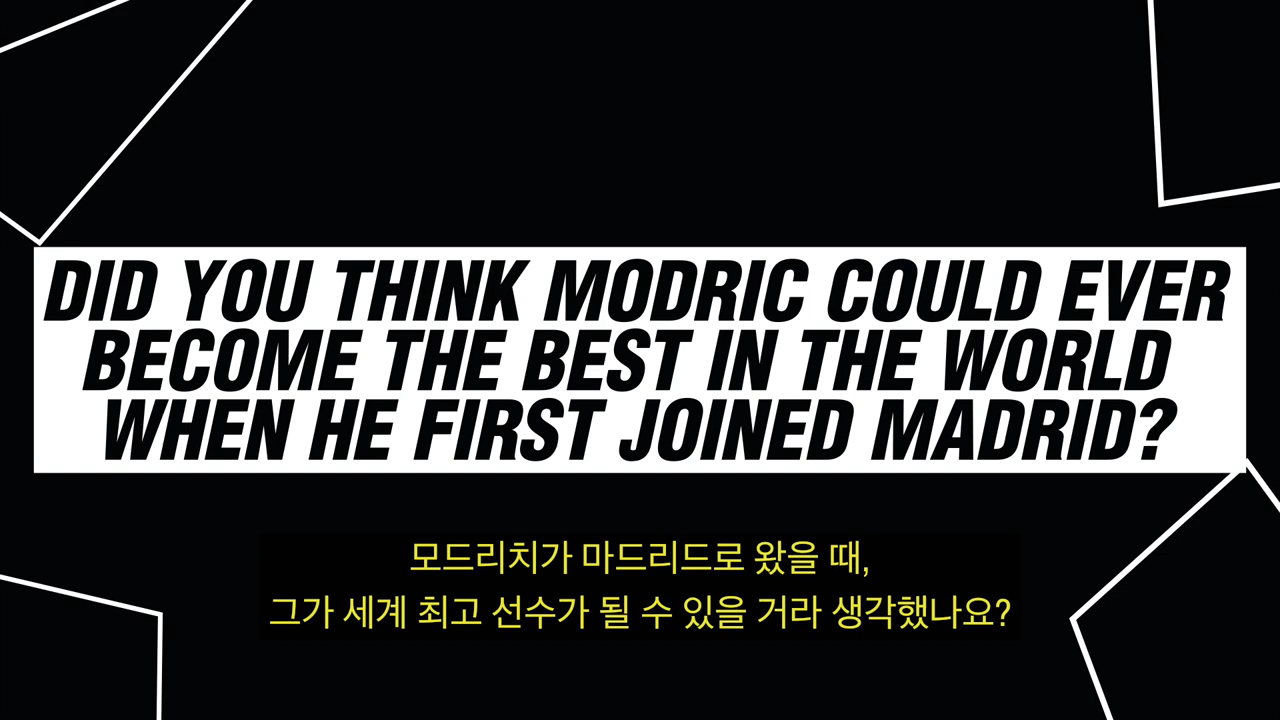 DID YOU THINK MODRIC COULD EVER
BECOME THE BEST IN THE WORLD
WHEN HE FIRST JOINED MADRID?
모드리치가 마드리드로 왔을 때,
그가 세계 최고 선수가 될 수 있을 거라 생각했나요?